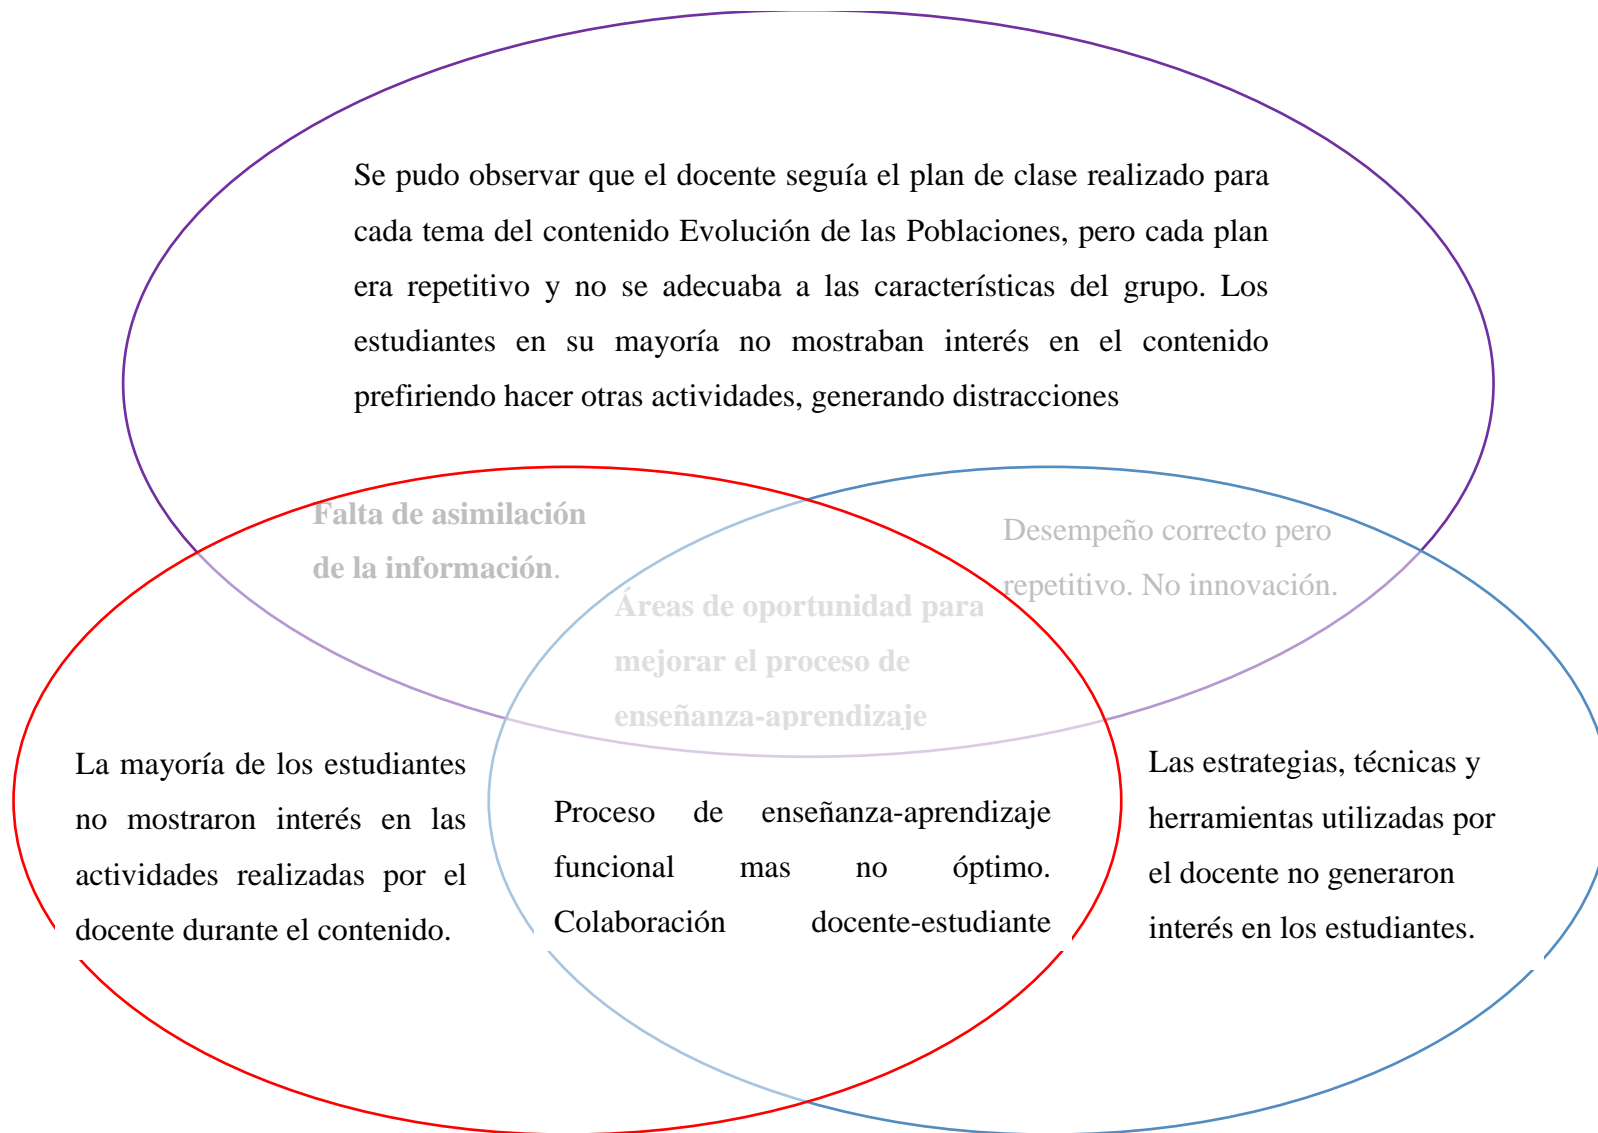 Se pudo observar que el docente seguía el plan de clase realizado para
cada tema del contenido Evolución de las Poblaciones, pero cada plan
era repetitivo y no se adecuaba a las características del grupo. Los
estudiantes en su mayoría no mostraban interés en el contenido
prefiriendo hacer otras actividades, generando distracciones
Falta de asimilación
de la información.
Desempeño correcto pero
repetitivo. No innovación.
Áreas de oportunidad para
mejorar el proceso de
enseñanza-aprendizaje
La mayoría de los estudiantes
no mostraron interés en las
actividades realizadas por el
docente durante el contenido.
Proceso de enseñanza-aprendizaje
funcional mas no óptimo.
Colaboración docente-estudiante
Las estrategias, técnicas y
herramientas utilizadas por
el docente no generaron
interés en los estudiantes.